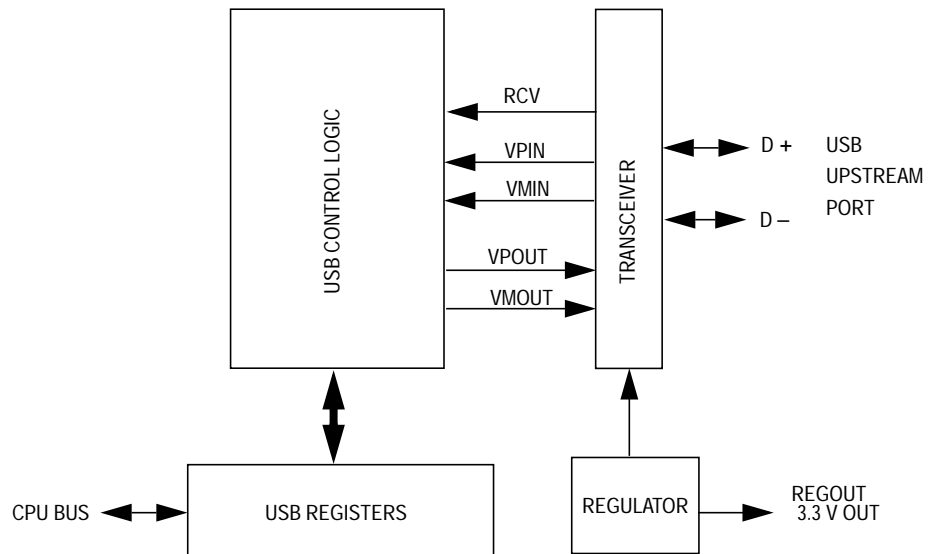 USB CONTROL LOGIC
RCV
VPIN
VMIN
VPOUT
VMOUT
TRANSCEIVER
D +
D –
USB
UPSTREAM
PORT
CPU BUS
USB REGISTERS
REGULATOR
REGOUT
3.3 V OUT